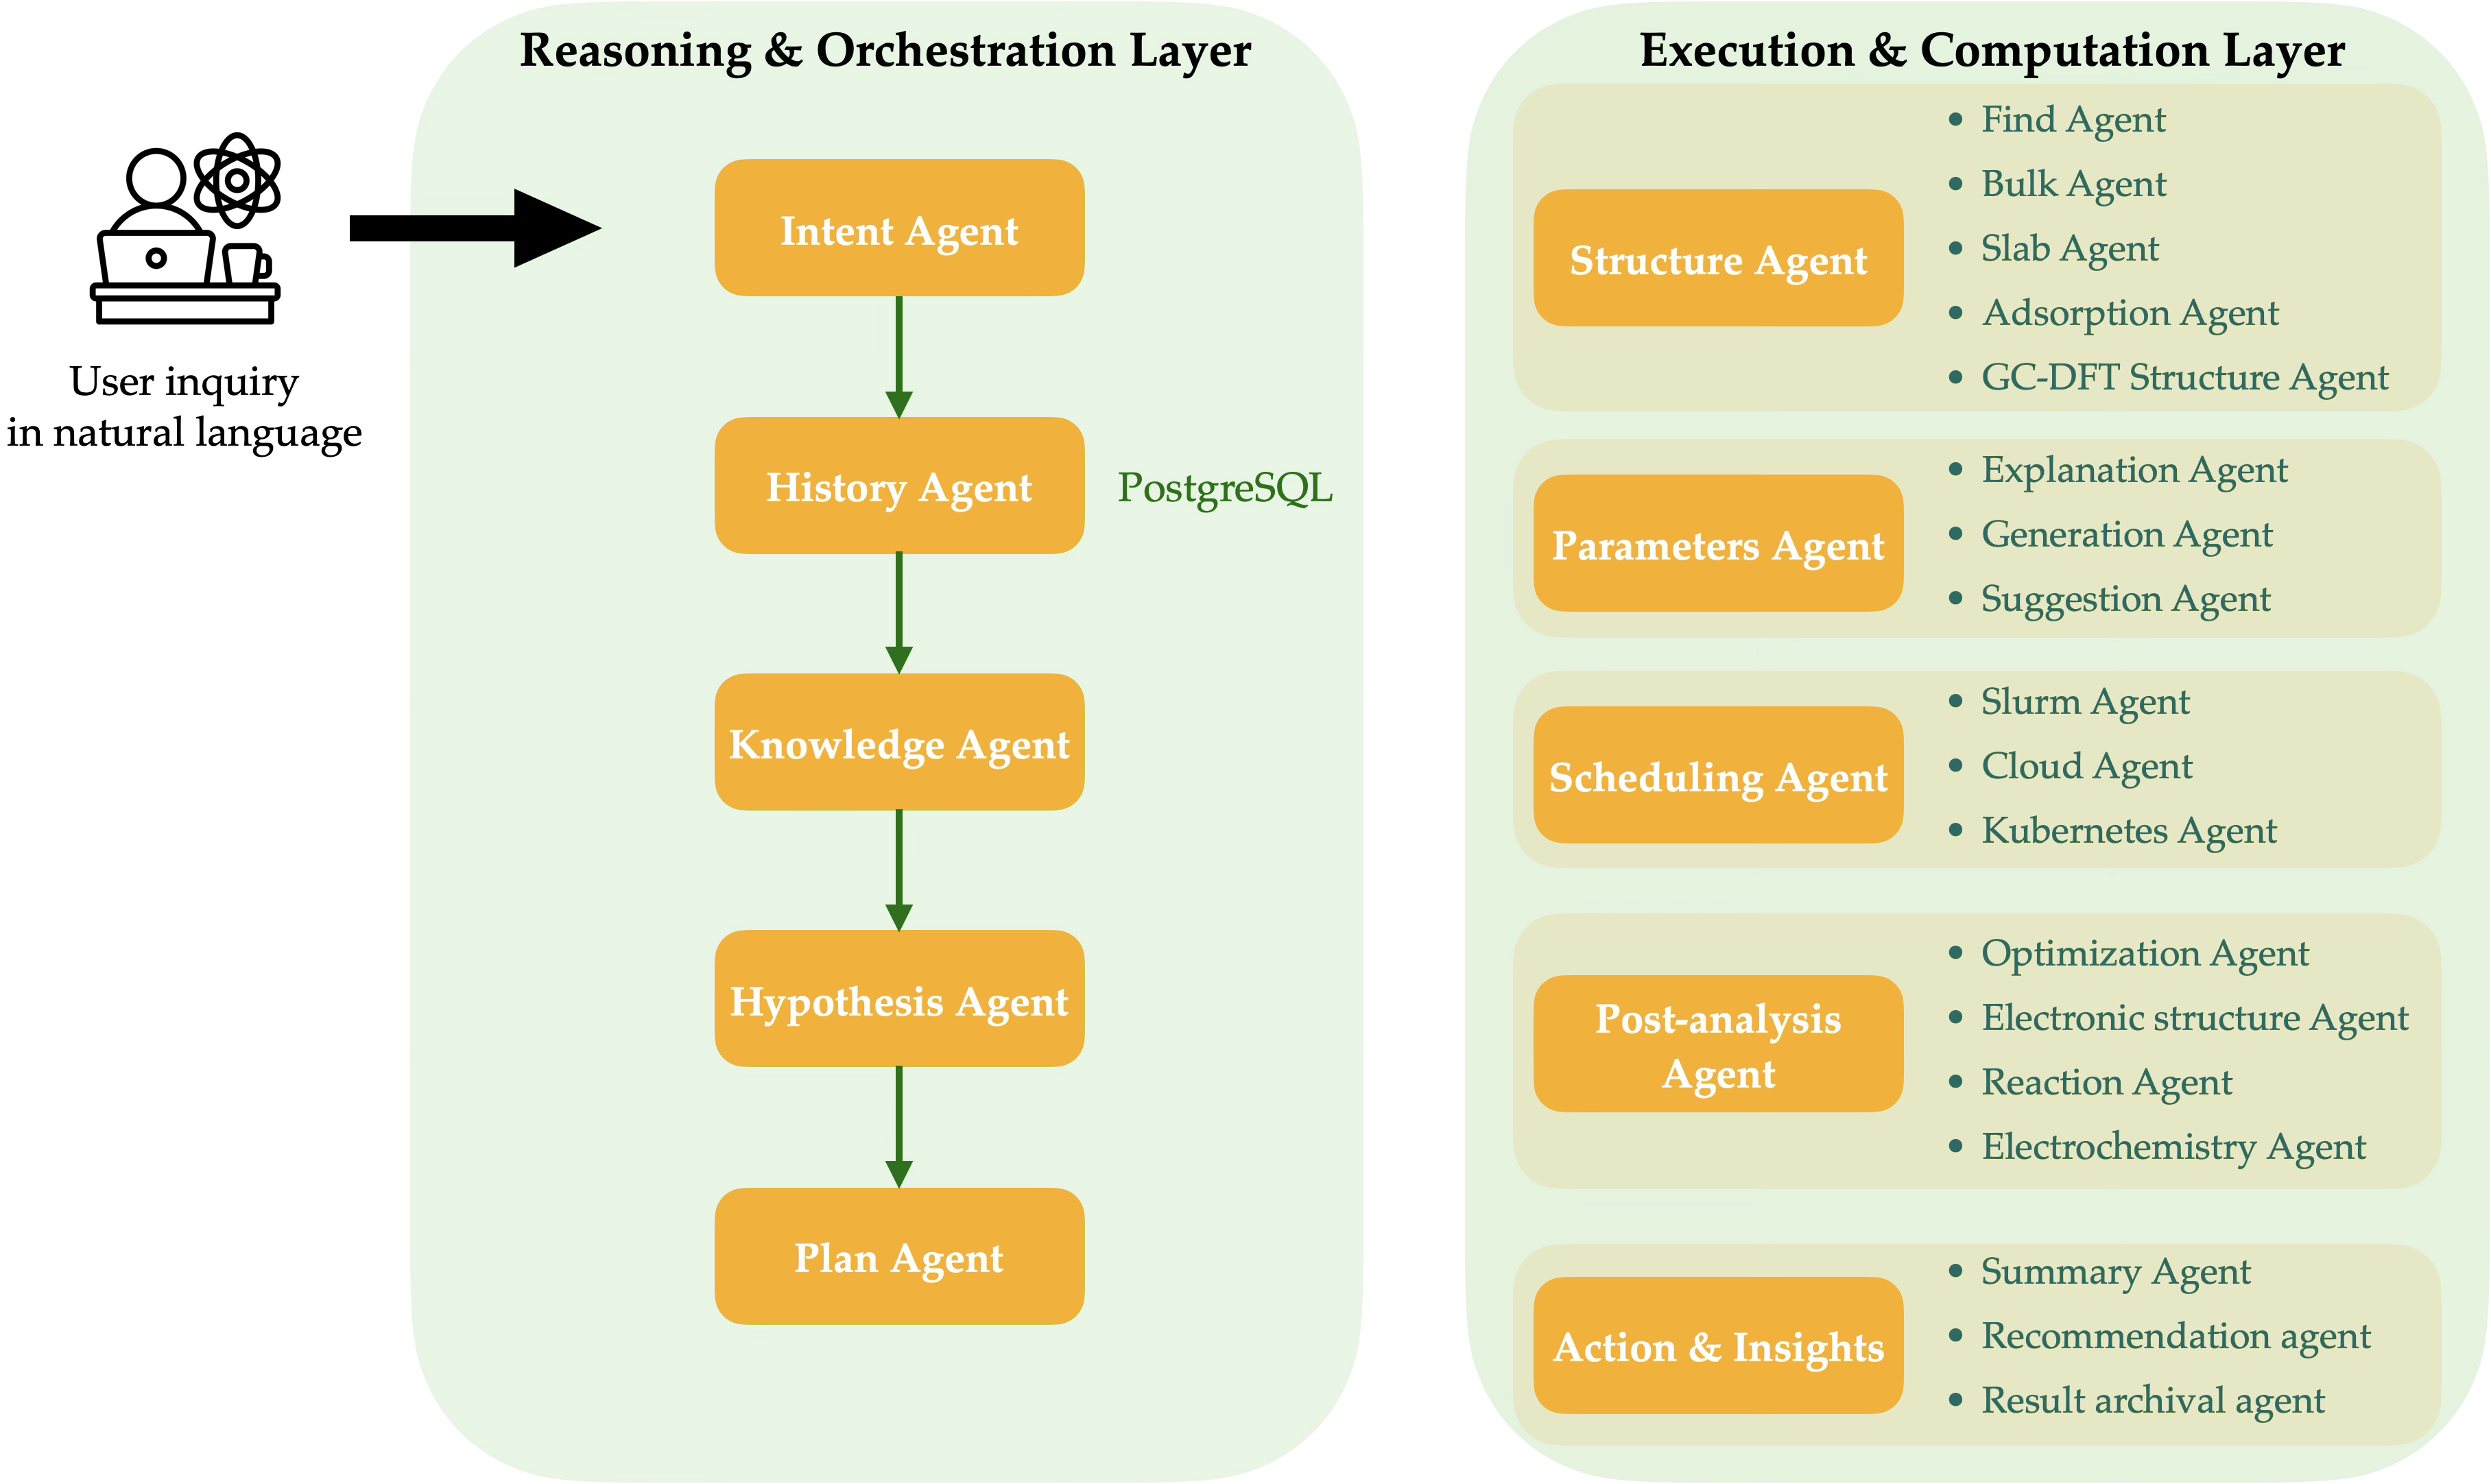 User inquiry
in natural language
Reasoning & Orchestration Layer
Intent Agent
History Agent
PostgreSQL
Knowledge Agent
Hypothesis Agent
Plan Agent
Execution & Computation Layer
Structure Agent
• Find Agent
• Bulk Agent
• Slab Agent
• Adsorption Agent
• GC-DFT Structure Agent
Parameters Agent
• Explanation Agent
• Generation Agent
• Suggestion Agent
Scheduling Agent
• Slurm Agent
• Cloud Agent
• Kubernetes Agent
Post-analysis
Agent
• Optimization Agent
• Electronic structure Agent
• Reaction Agent
• Electrochemistry Agent
Action & Insights
• Summary Agent
• Recommendation agent
• Result archival agent